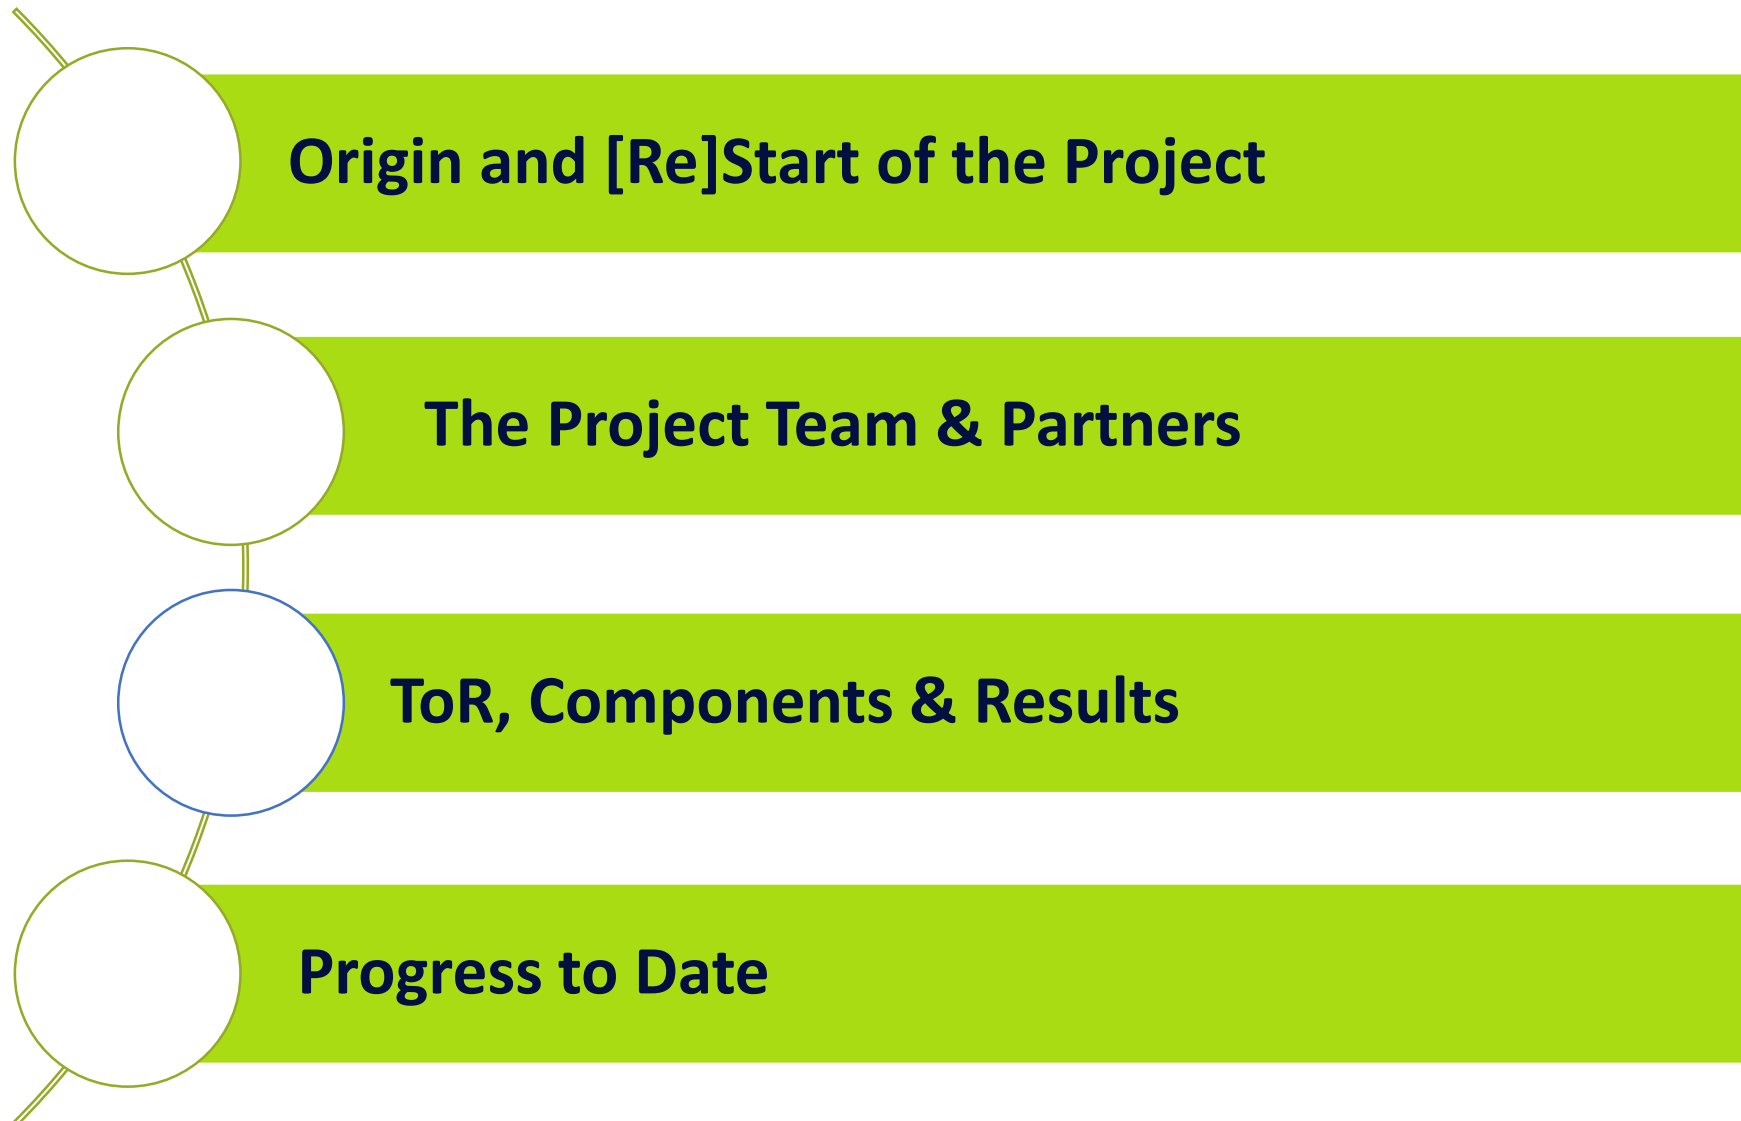 Origin and [Re]Start of the Project
The Project Team & Partners
ToR, Components & Results
Progress to Date